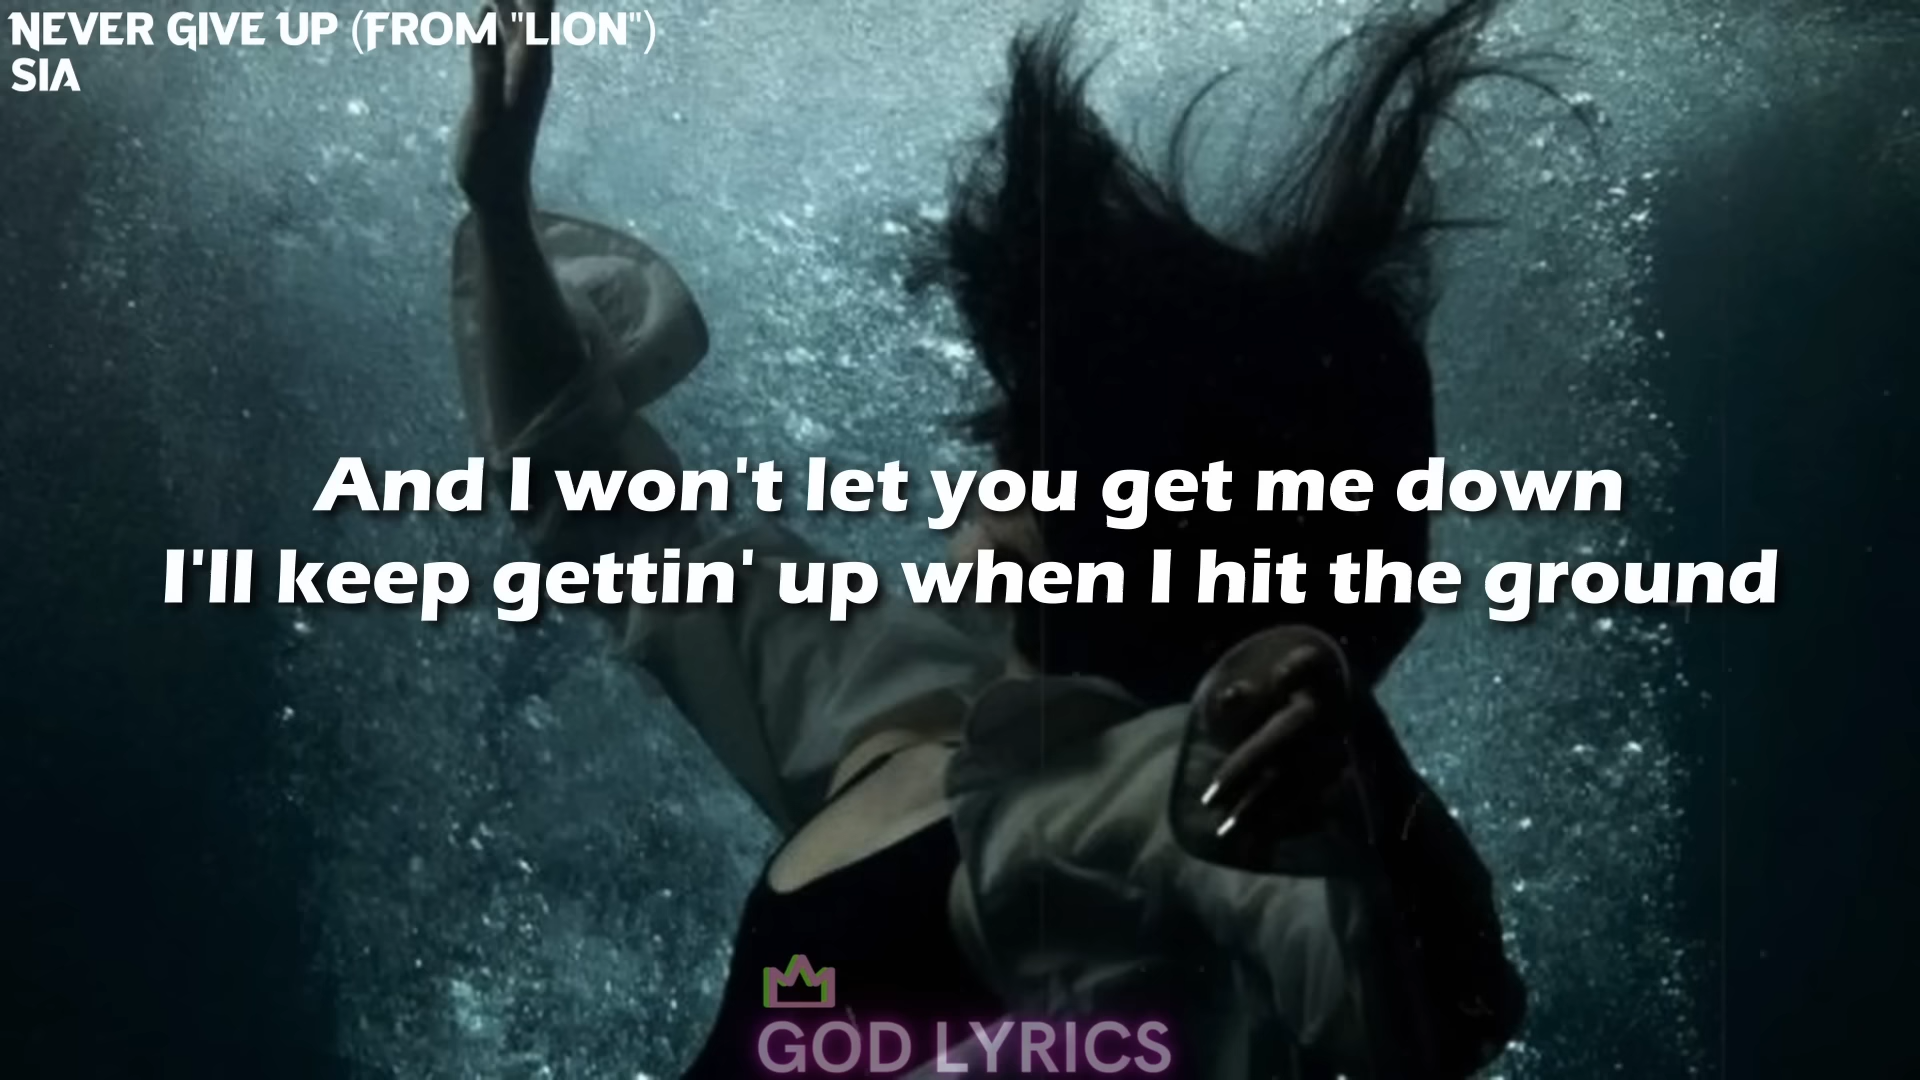 NEVER GIVE UP (FROM "LION")
SIA
And I won't let you get me down
I'll keep gettin' up when I hit the ground
GOD LYRICS